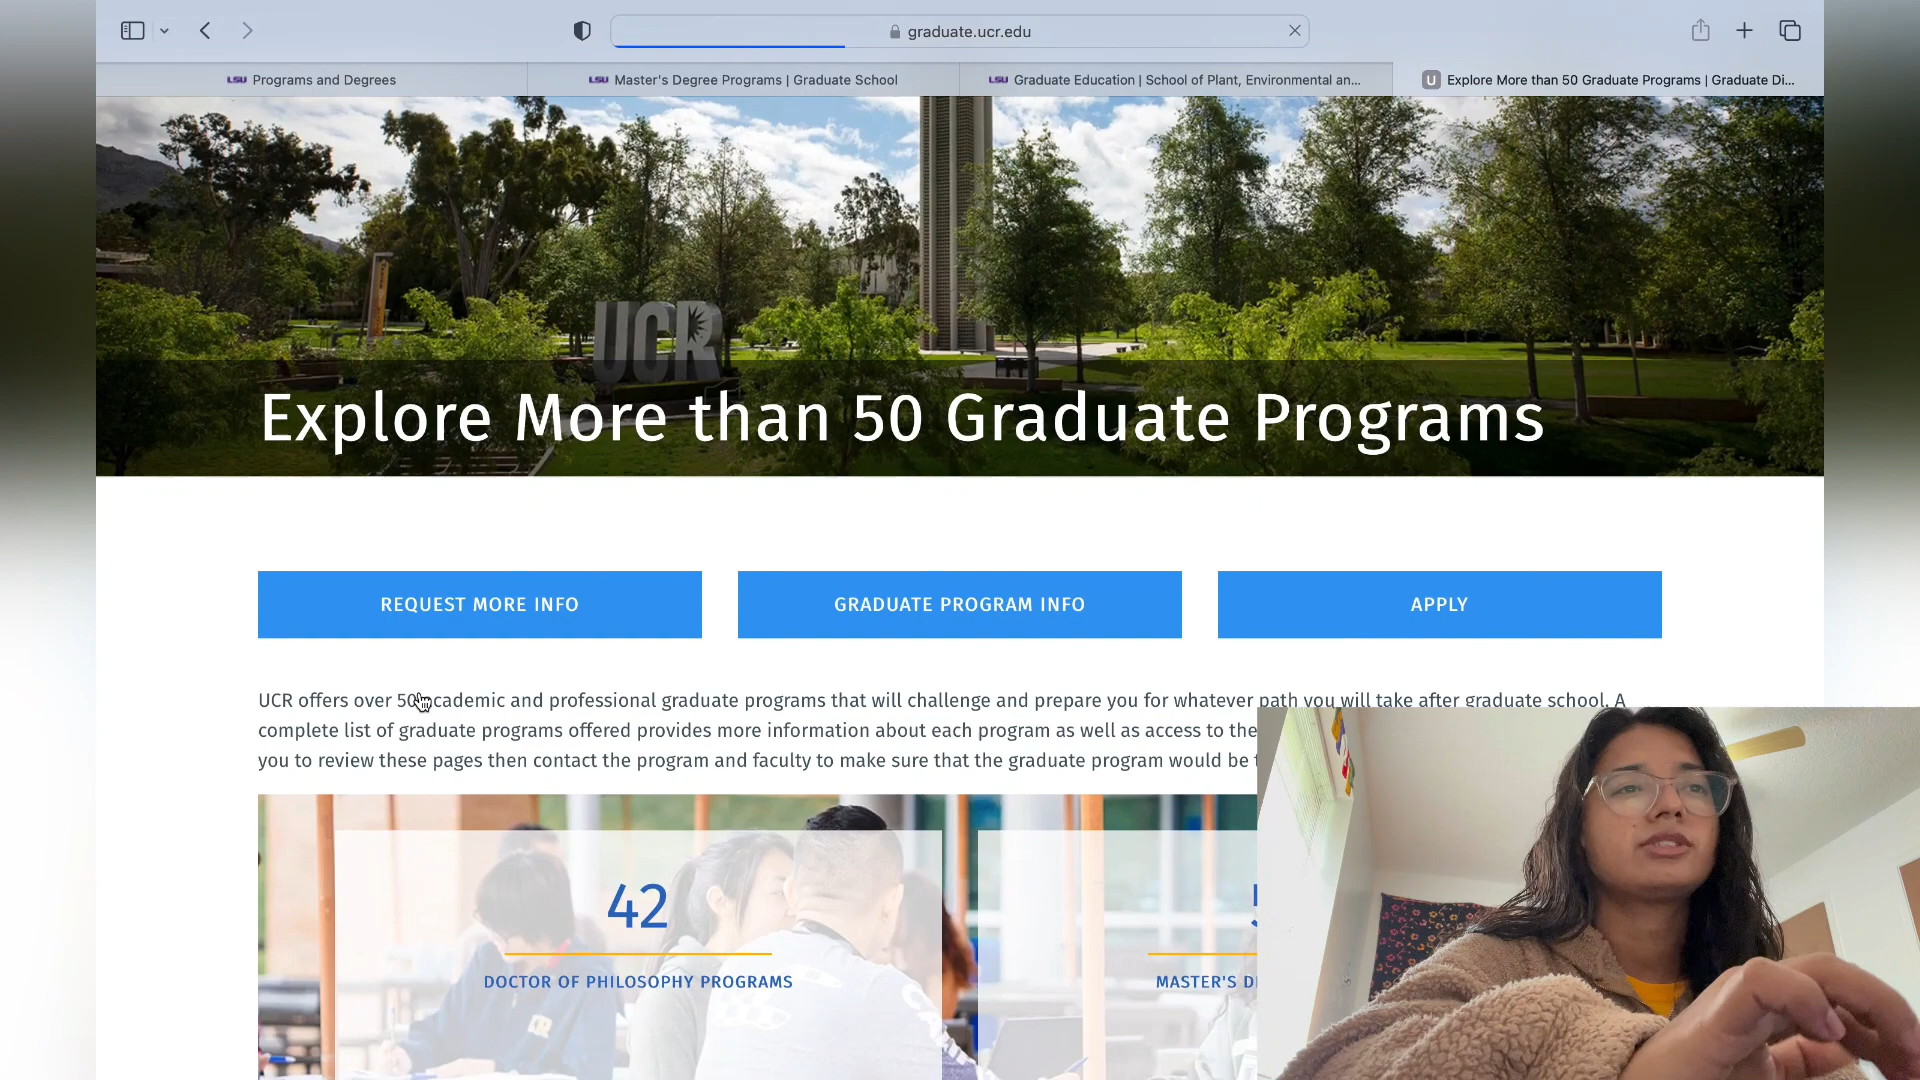 graduate.ucr.edu
LSU Programs and Degrees
LSU Master's Degree Programs | Graduate School
LSU Graduate Education | School of Plant, Environmental an...
U Explore More than 50 Graduate Programs | Graduate Di...
UCR
Explore More than 50 Graduate Programs
REQUEST MORE INFO
GRADUATE PROGRAM INFO
APPLY
UCR offers over 50 academic and professional graduate programs that will challenge and prepare you for whatever path you will take after graduate school. A
complete list of graduate programs offered provides more information about each program as well as access to the
you to review these pages then contact the program and faculty to make sure that the graduate program would be
42
DOCTOR OF PHILOSOPHY PROGRAMS
MASTER'S